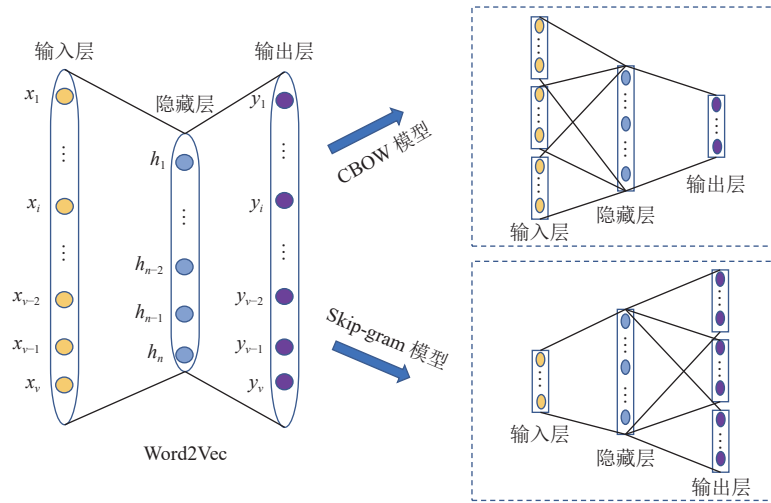 输入层
x1
⋮
xi
⋮
xv−2
xv−1
xv
隐藏层
h1
⋮
hn−2
hn−1
hn
输出层
y1
⋮
yi
⋮
yv−2
yv−1
yv
Word2Vec
CBOW 模型
输入层
隐藏层
输出层
Skip-gram 模型
输入层
隐藏层
输出层